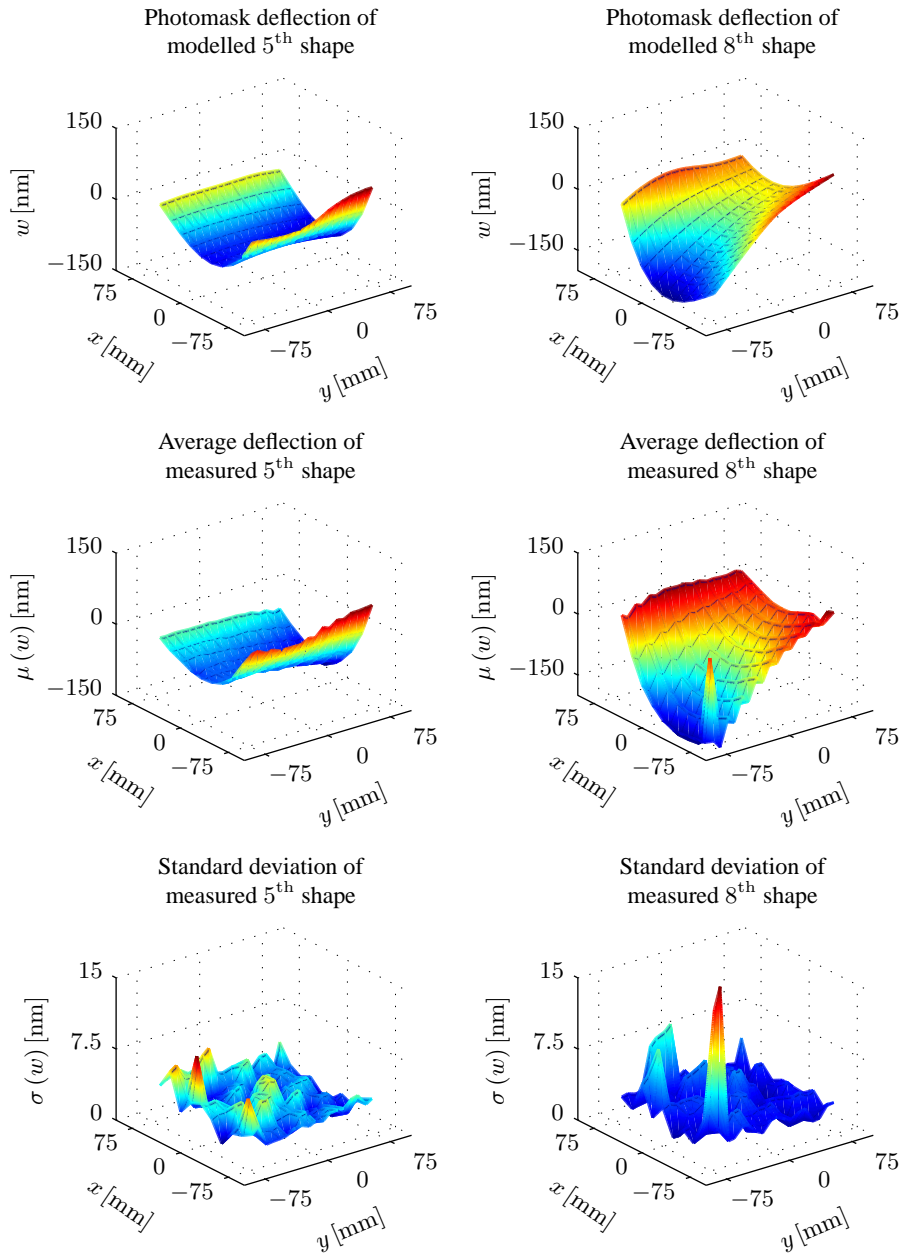 Photomask deflection of
modelled 5th shape
150
0
−150
w [nm]
75
0
−75
x [mm]
−75
0
75
y [mm]
Photomask deflection of
modelled 8th shape
150
0
−150
w [nm]
75
0
−75
x [mm]
−75
0
75
y [mm]
Average deflection of
measured 5th shape
150
0
−150
μ (w) [nm]
75
0
−75
x [mm]
−75
0
75
y [mm]
Average deflection of
measured 8th shape
150
0
−150
μ (w) [nm]
75
0
−75
x [mm]
−75
0
75
y [mm]
Standard deviation of
measured 5th shape
15
7.5
0
σ (w) [nm]
75
0
−75
x [mm]
−75
0
75
y [mm]
Standard deviation of
measured 8th shape
15
7.5
0
σ (w) [nm]
75
0
−75
x [mm]
−75
0
75
y [mm]